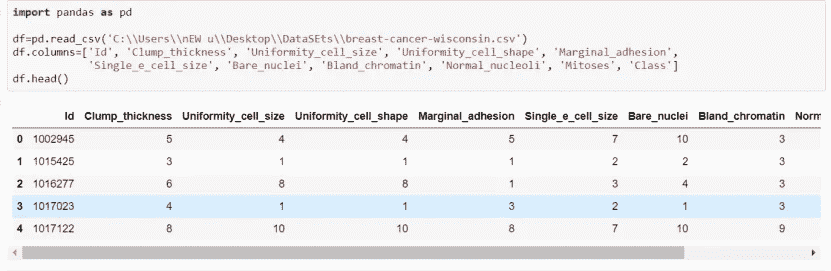 import pandas as pd
df=pd.read_csv('C:\\Users\\nEW u\\Desktop\\DataSEts\\breast-cancer-wisconsin.csv')
df.columns=['Id', 'Clump_thickness', 'Uniformity_cell_size', 'Uniformity_cell_shape', 'Marginal_adhesion',
'Single_e_cell_size', 'Bare_nuclei', 'Bland_chromatin', 'Normal_nucleoli', 'Mitoses', 'Class']
df.head()
Id Clump_thickness Uniformity_cell_size Uniformity_cell_shape Marginal_adhesion Single_e_cell_size Bare_nuclei Bland_chromatin Norm
0 1002945 5 4 4 5 7 10 3
1 1015425 3 1 1 1 2 2 3
2 1016277 6 8 8 1 3 4 3
3 1017023 4 1 1 3 2 1 3
4 1017122 8 10 10 8 7 10 9